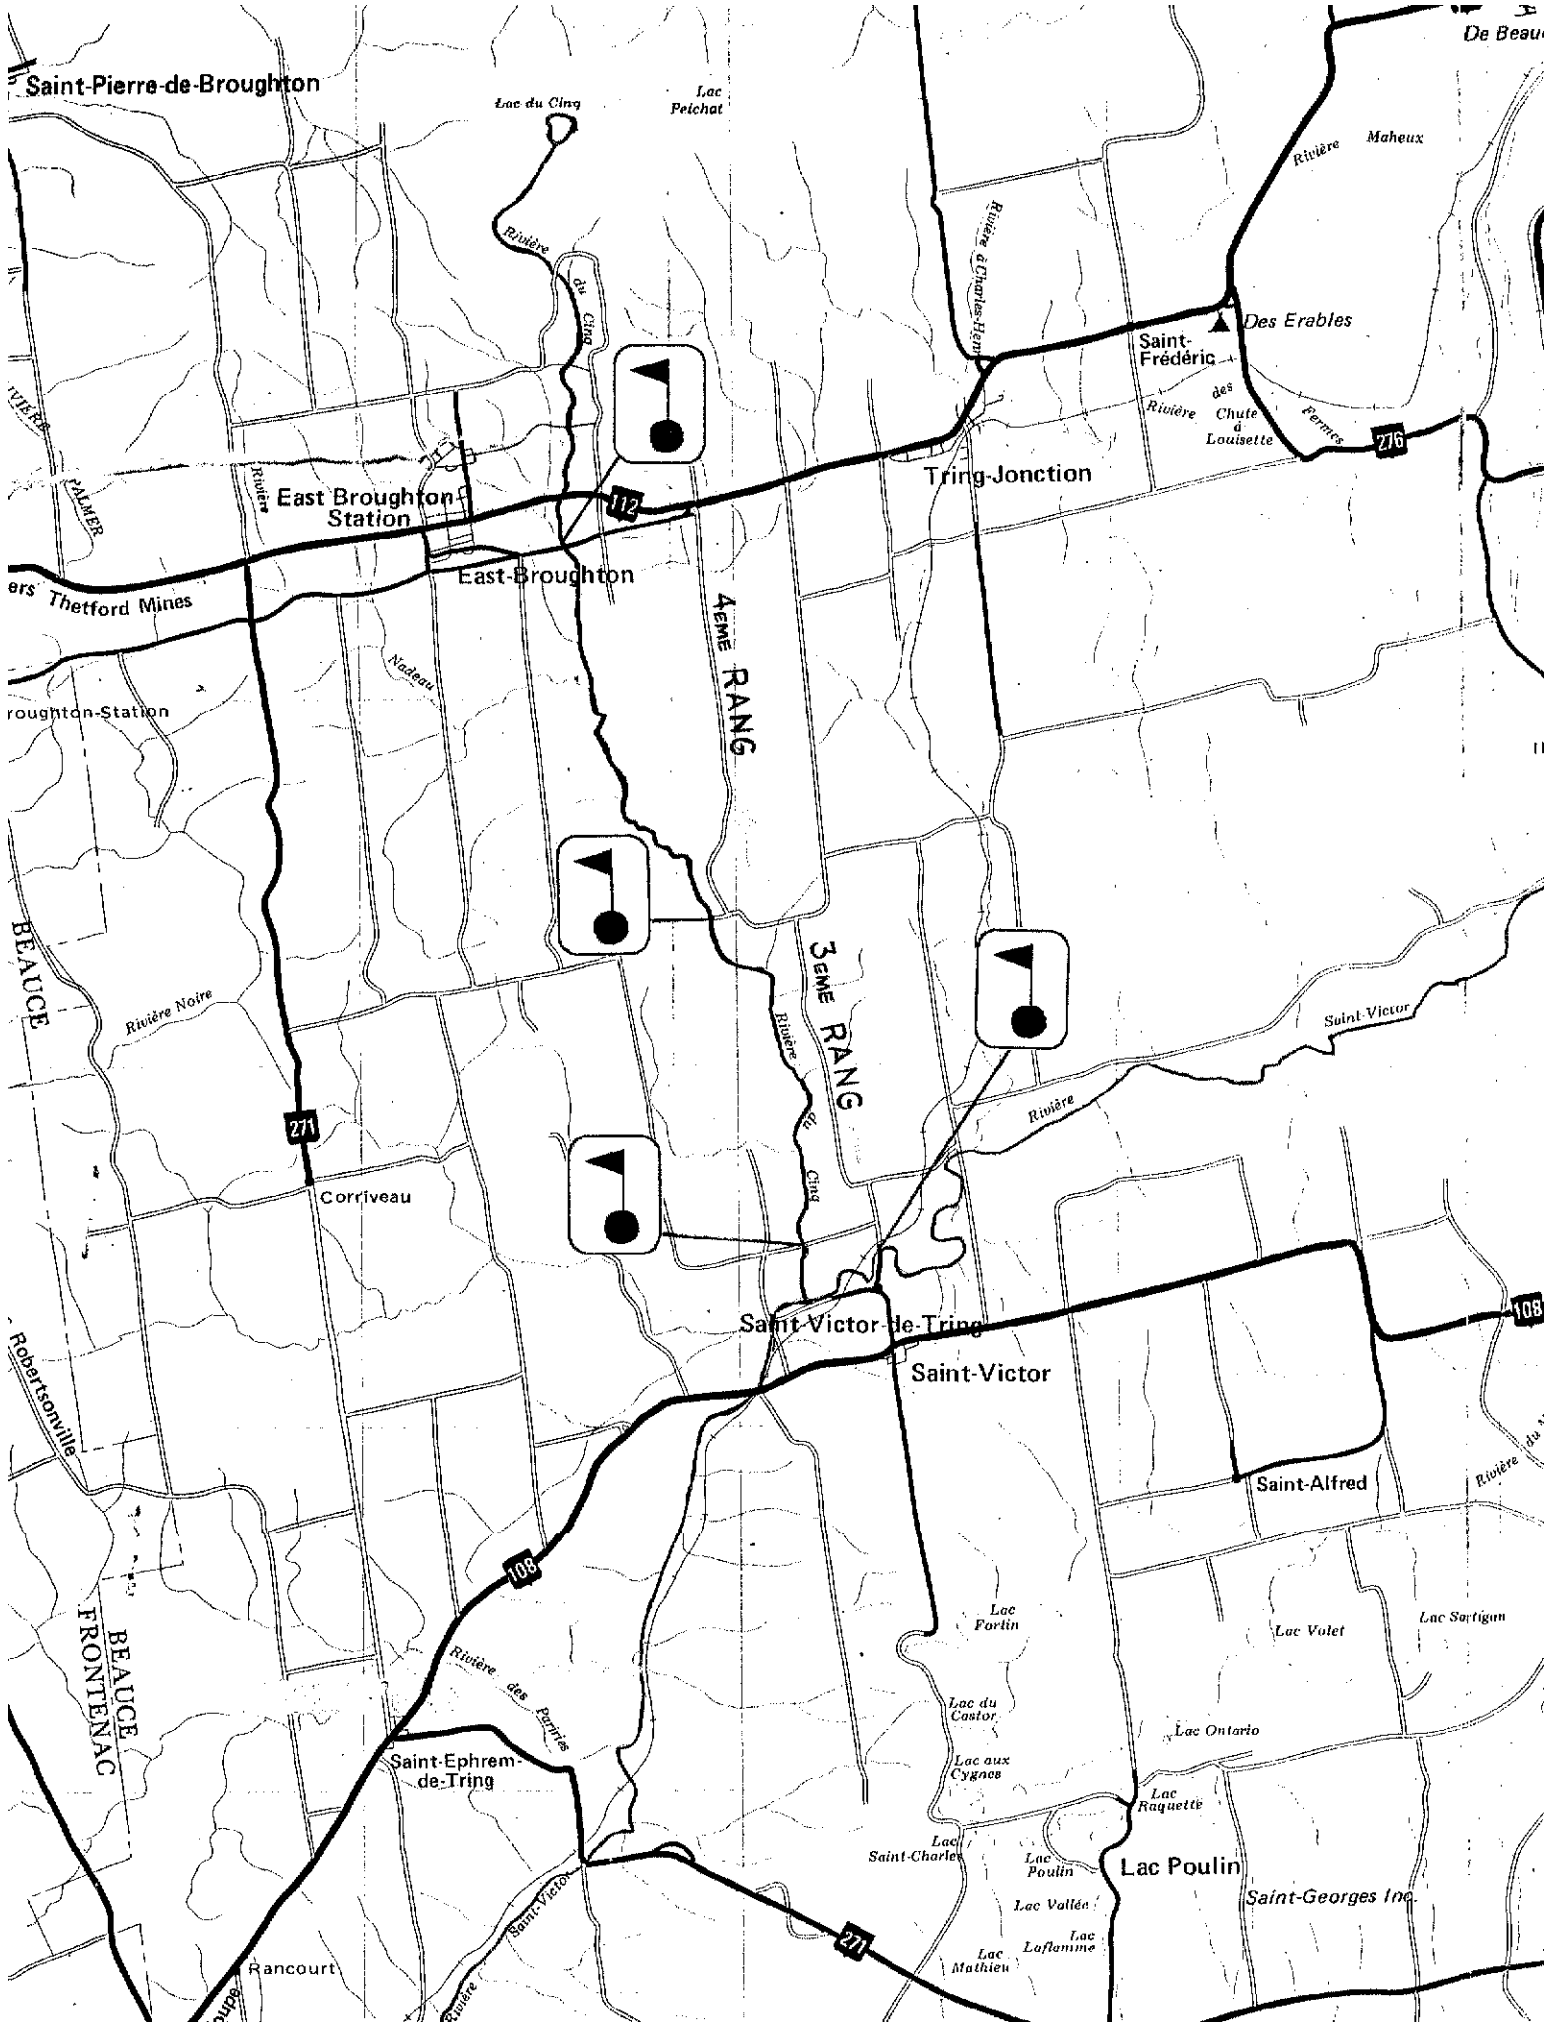 De Beau
Saint-Pierre-de-Broughton
Lac du Cinq
Lac
Peichat
Rivière
Maheux
Rivière à Charles-Henri
Rivière
du
Cinq
Des Erables
Saint-
Frédéric
des
Rivière
Chute
à
Louisette
Fermes
276
PALMER
Rivière
East Broughton
Station
112
Tring-Jonction
East-Broughton
ers Thetford Mines
4EME RANG
Nadeau
roughton-Station
BEAUCE
3EME RANG
Rivière Noire
Rivière
du
Cinq
Saint-Victor
Rivière
271
Corriveau
108
Saint Victor-de-Tring
Saint-Victor
Robertsonville
Saint-Alfred
Rivière
du
108
Lac
Fortin
Lac Volet
Lac Sartigan
BEAUCE
FRONTENAC
Rivière
des
Lac du
Castor
Lac Ontario
Saint-Ephrem-
de-Tring
Lac aux
Cygnes
Lac
Raquette
Lac
Saint-Charles
Lac
Poulin
Lac Poulin
Lac Vallée
Saint-Georges Inc.
Saint-Victor
271
Lac
Laflamme
Lac
Mathieu
Rancourt
Rivière